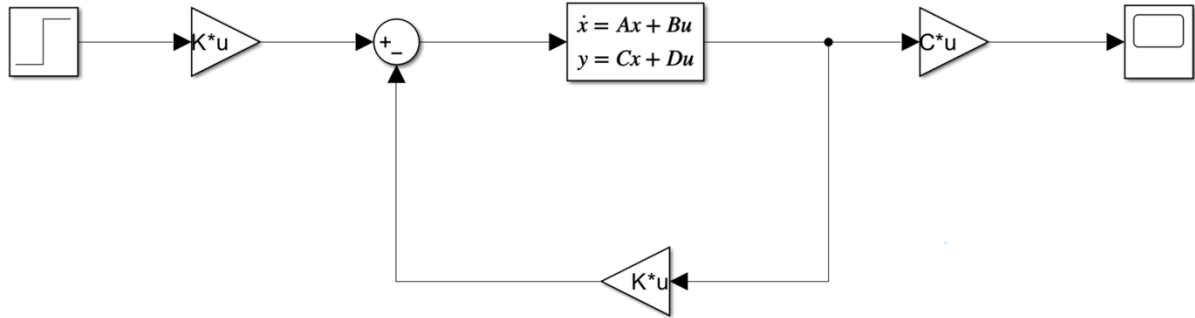 K*u
+
−
ẋ = Ax + Bu
y = Cx + Du
C*u
K*u